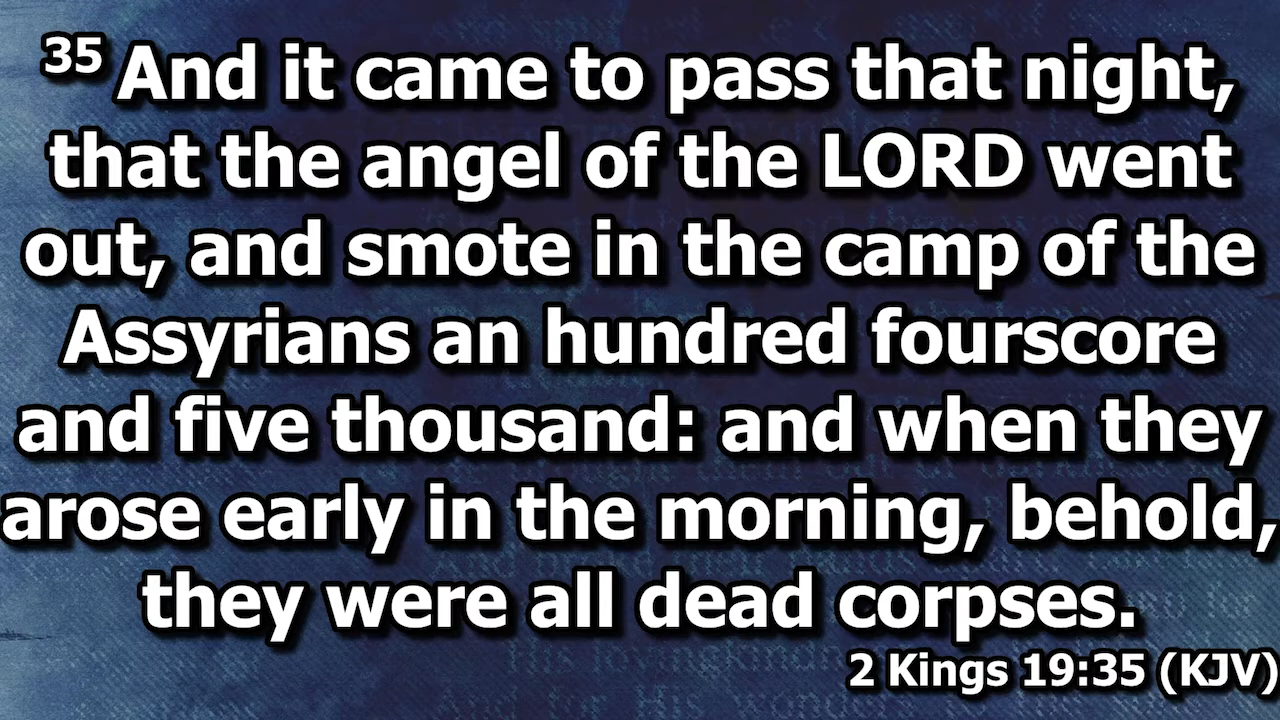 35 And it came to pass that night,
that the angel of the LORD went
out, and smote in the camp of the
Assyrians an hundred fourscore
and five thousand: and when they
arose early in the morning, behold,
they were all dead corpses.
2 Kings 19:35 (KJV)